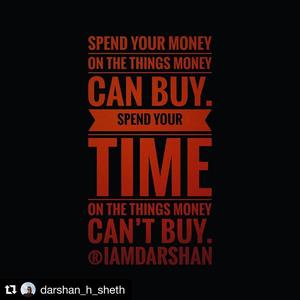 SPEND YOUR MONEY
ON THE THINGS MONEY
CAN BUY.
SPEND YOUR
TIME
ON THE THINGS MONEY
CAN'T BUY.
®IAMDARSHAN
darshan_h_sheth